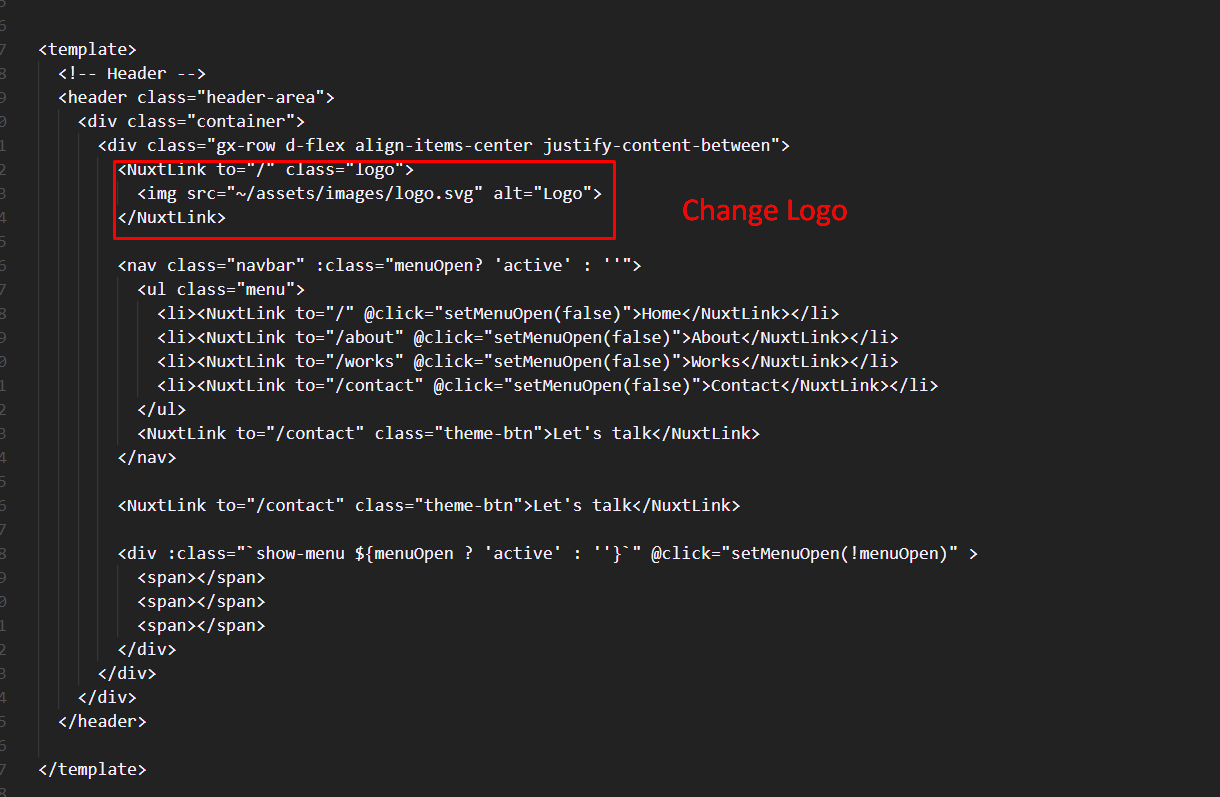 <template>
<!-- Header -->
<header class="header-area">
<div class="container">
<div class="gx-row d-flex align-items-center justify-content-between">
<NuxtLink to="/" class="logo">
<img src="~/assets/images/logo.svg" alt="Logo">
</NuxtLink>
Change Logo
<nav class="navbar" :class="menuOpen? 'active' : ''">
<ul class="menu">
<li><NuxtLink to="/" @click="setMenuOpen(false)">Home</NuxtLink></li>
<li><NuxtLink to="/about" @click="setMenuOpen(false)">About</NuxtLink></li>
<li><NuxtLink to="/works" @click="setMenuOpen(false)">Works</NuxtLink></li>
<li><NuxtLink to="/contact" @click="setMenuOpen(false)">Contact</NuxtLink></li>
</ul>
<NuxtLink to="/contact" class="theme-btn">Let's talk</NuxtLink>
</nav>
<NuxtLink to="/contact" class="theme-btn">Let's talk</NuxtLink>
<div :class="`show-menu ${menuOpen ? 'active' : ''}`" @click="setMenuOpen(!menuOpen)" >
<span></span>
<span></span>
<span></span>
</div>
</div>
</div>
</header>
</template>